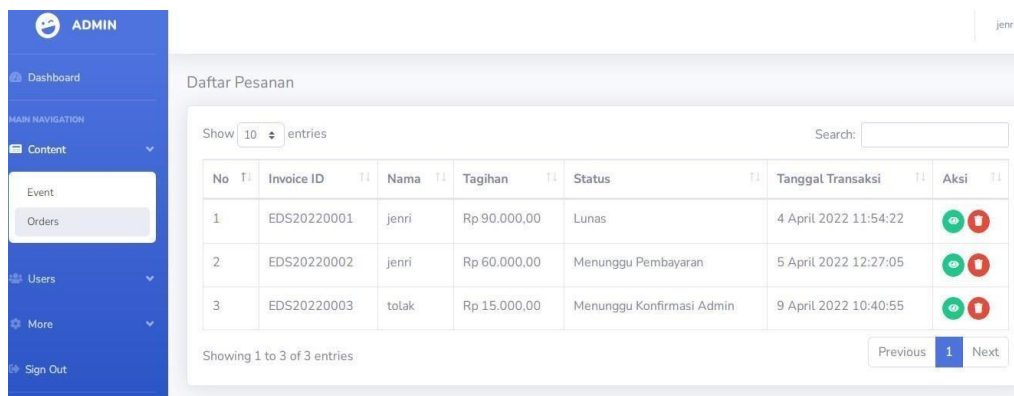 ADMIN
jenr
Dashboard
Daftar Pesanan
MAIN NAVIGATION
Content
Event
Orders
Users
More
Sign Out
Show 10 entries
Search:
No Invoice ID Nama Tagihan Status Tanggal Transaksi Aksi
1 EDS20220001 jenri Rp 90.000,00 Lunas 4 April 2022 11:54:22
2 EDS20220002 jenri Rp 60.000,00 Menunggu Pembayaran 5 April 2022 12:27:05
3 EDS20220003 tolak Rp 15.000,00 Menunggu Konfirmasi Admin 9 April 2022 10:40:55
Showing 1 to 3 of 3 entries
Previous 1 Next